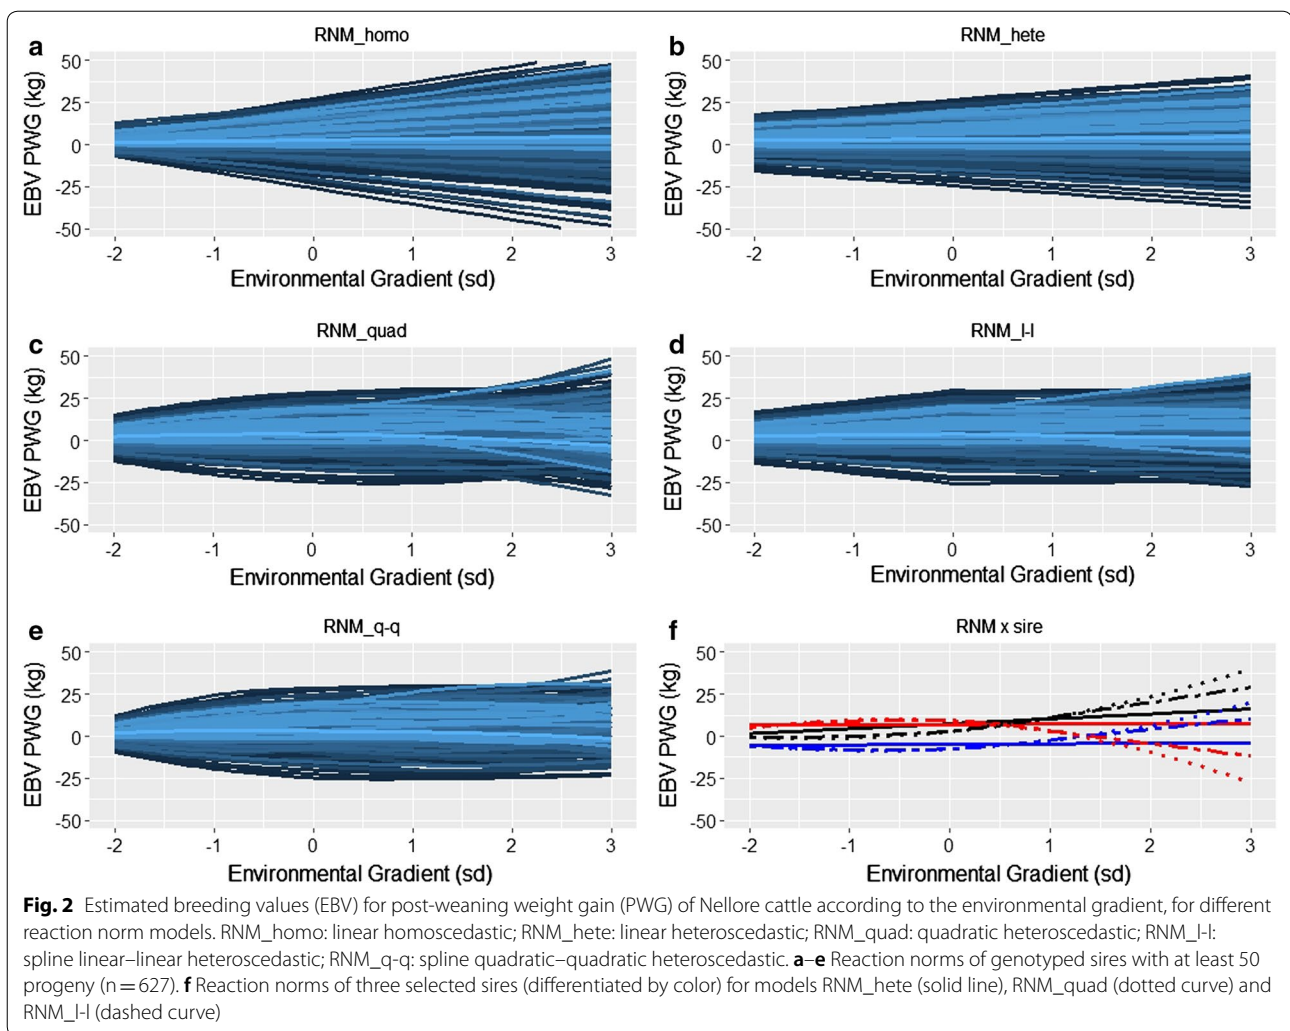 a
RNM_homo
50
25
0
-25
-50
EBV PWG (kg)
-2 -1 0 1 2 3
Environmental Gradient (sd)
b
RNM_hete
50
25
0
-25
-50
EBV PWG (kg)
-2 -1 0 1 2 3
Environmental Gradient (sd)
c
RNM_quad
50
25
0
-25
-50
EBV PWG (kg)
-2 -1 0 1 2 3
Environmental Gradient (sd)
d
RNM_l-l
50
25
0
-25
-50
EBV PWG (kg)
-2 -1 0 1 2 3
Environmental Gradient (sd)
e
RNM_q-q
50
25
0
-25
-50
EBV PWG (kg)
-2 -1 0 1 2 3
Environmental Gradient (sd)
f
RNM x sire
50
25
0
-25
-50
EBV PWG (kg)
-2 -1 0 1 2 3
Environmental Gradient (sd)
Fig. 2 Estimated breeding values (EBV) for post-weaning weight gain (PWG) of Nellore cattle according to the environmental gradient, for different
reaction norm models. RNM_homo: linear homoscedastic; RNM_hete: linear heteroscedastic; RNM_quad: quadratic heteroscedastic; RNM_l-l:
spline linear–linear heteroscedastic; RNM_q-q: spline quadratic–quadratic heteroscedastic. a–e Reaction norms of genotyped sires with at least 50
progeny (n = 627). f Reaction norms of three selected sires (differentiated by color) for models RNM_hete (solid line), RNM_quad (dotted curve) and
RNM_l-l (dashed curve)